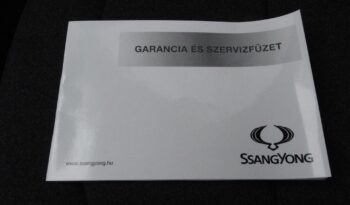 GARANCIA ÉS SZERVIZFÜZET
www.ssangyong.hu
SSANGYONG